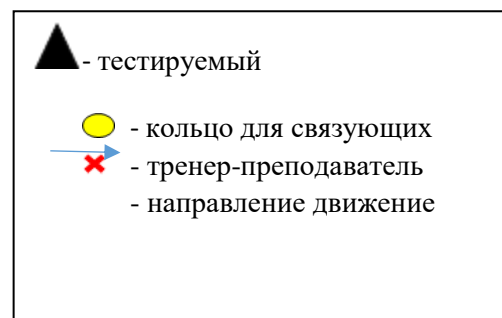 - тестируемый
- кольцо для связующих
- тренер-преподаватель
- направление движение